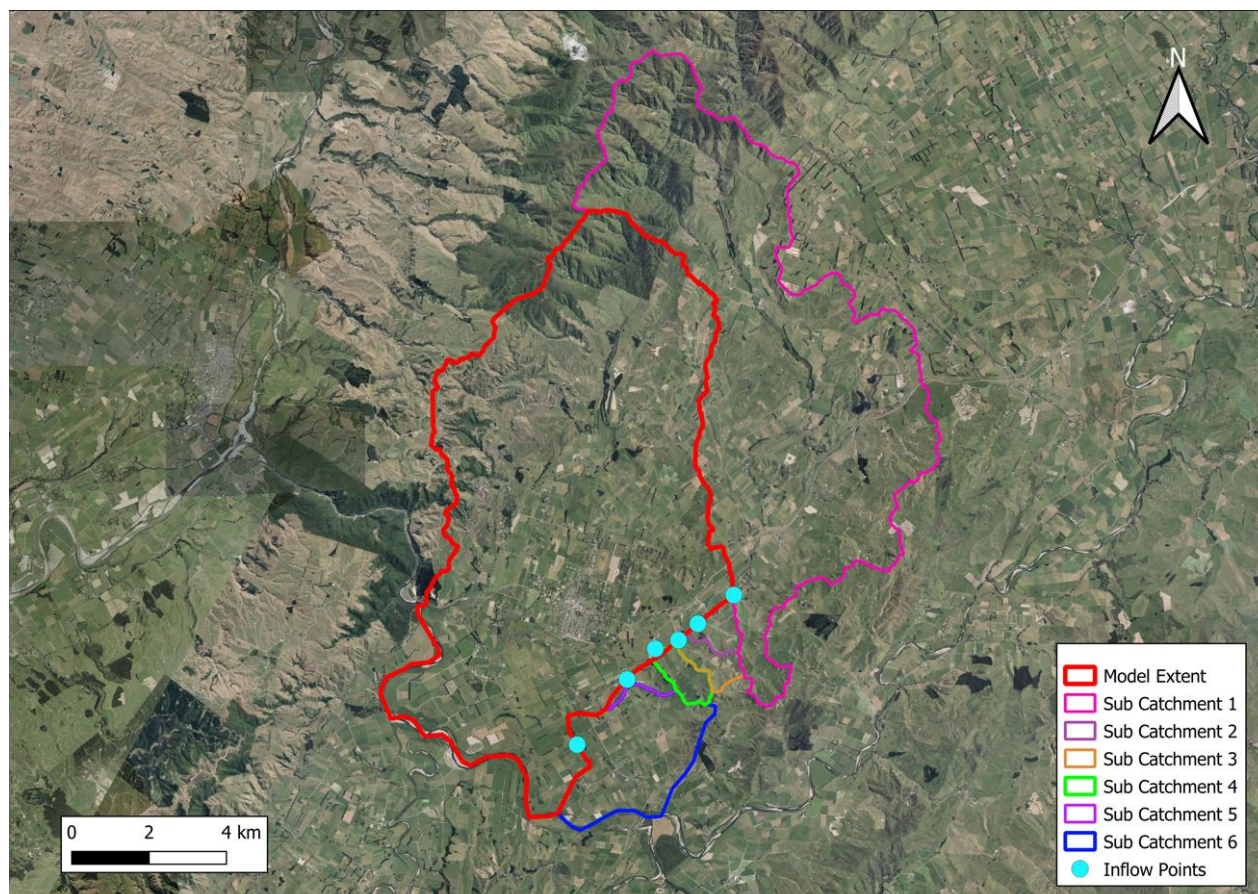 N
Model Extent
Sub Catchment 1
Sub Catchment 2
Sub Catchment 3
Sub Catchment 4
Sub Catchment 5
Sub Catchment 6
Inflow Points
0 2 4 km